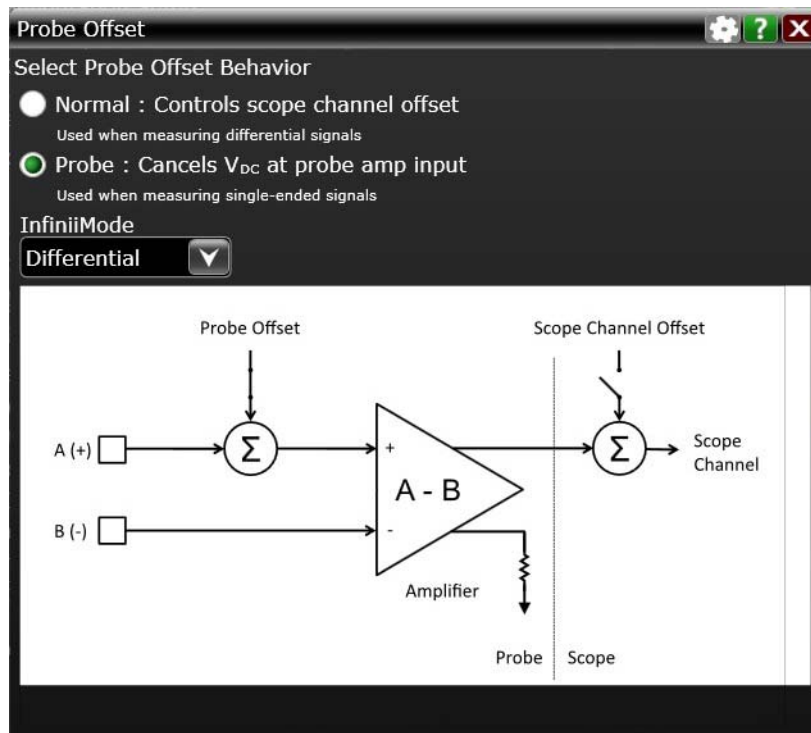 Probe Offset
?
X
Select Probe Offset Behavior
Normal : Controls scope channel offset
Used when measuring differential signals
Probe : Cancels VDC at probe amp input
Used when measuring single-ended signals
InfiniiMode
Differential
Probe Offset
Scope Channel Offset
A (+)
Σ
+
Σ
Scope
Channel
A - B
B (-)
-
Amplifier
Probe
Scope